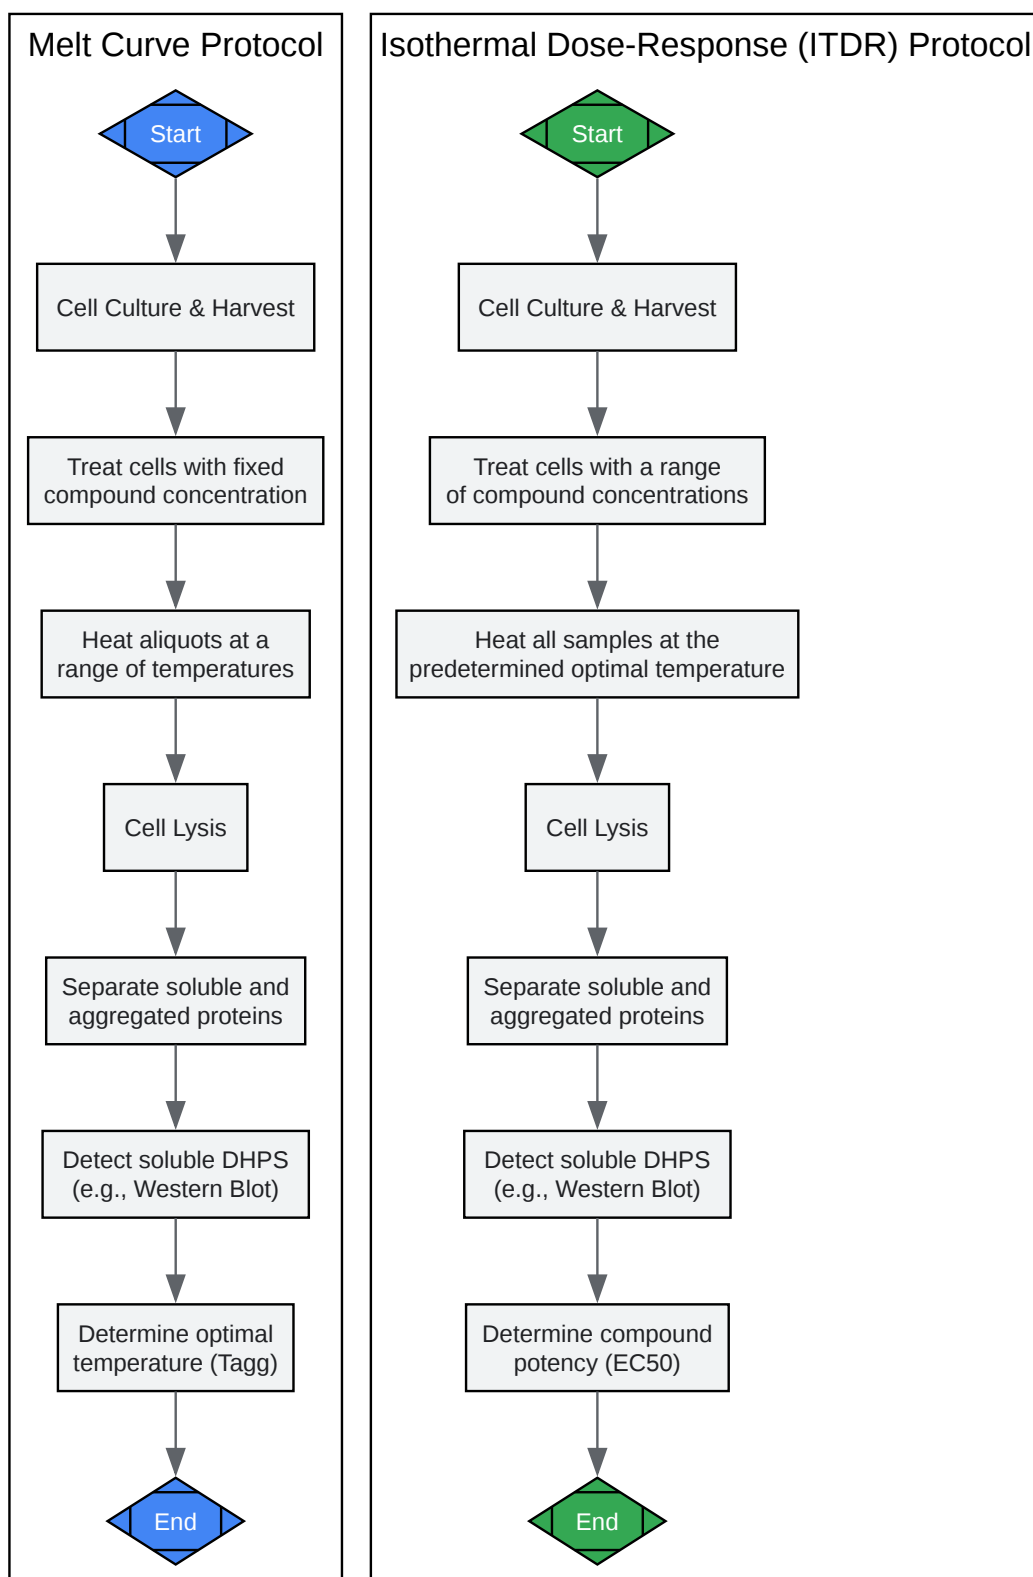 Melt Curve Protocol
Start
Cell Culture & Harvest
Treat cells with fixed
compound concentration
Heat aliquots at a
range of temperatures
Cell Lysis
Separate soluble and
aggregated proteins
Detect soluble DHPS
(e.g., Western Blot)
Determine optimal
temperature (Tagg)
End
Isothermal Dose-Response (ITDR) Protocol
Start
Cell Culture & Harvest
Treat cells with a range
of compound concentrations
Heat all samples at the
predetermined optimal temperature
Cell Lysis
Separate soluble and
aggregated proteins
Detect soluble DHPS
(e.g., Western Blot)
Determine compound
potency (EC50)
End